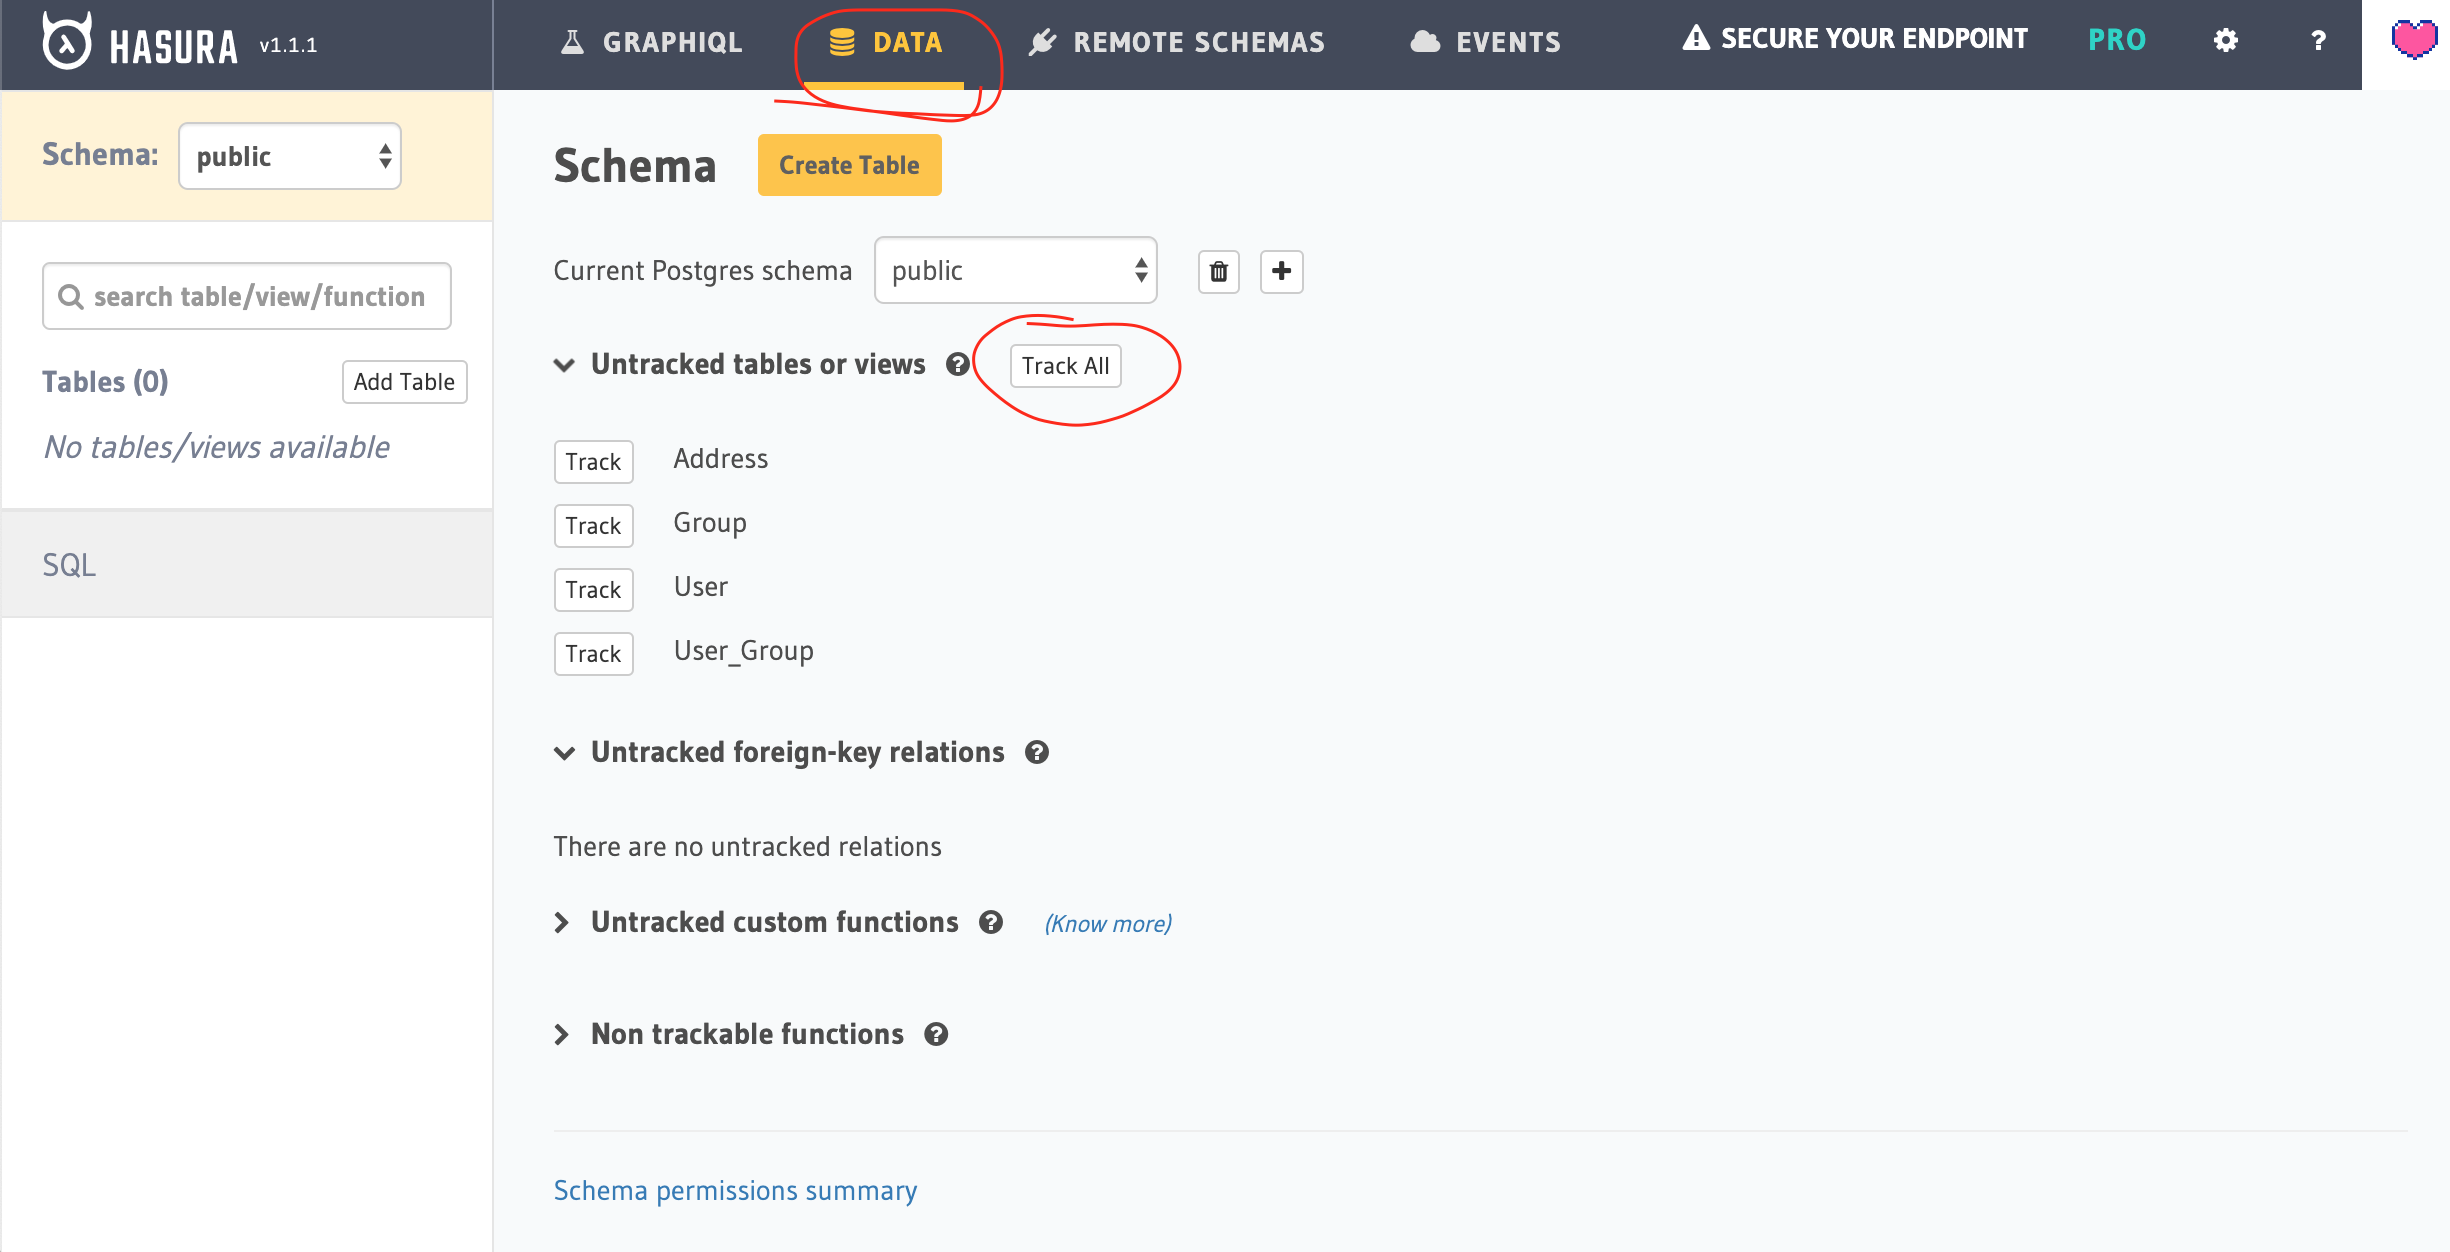 HASURA v1.1.1
GRAPHIQL DATA REMOTE SCHEMAS EVENTS SECURE YOUR ENDPOINT PRO ?
Schema: public
search table/view/function
Tables (0) Add Table
No tables/views available
SQL
Schema Create Table
Current Postgres schema public
Untracked tables or views ? Track All
Track Address
Track Group
Track User
Track User_Group
Untracked foreign-key relations ?
There are no untracked relations
Untracked custom functions ? (Know more)
Non trackable functions ?
Schema permissions summary